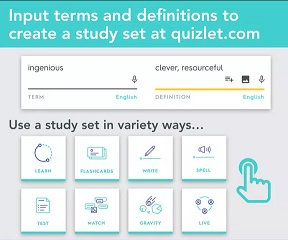 Input terms and definitions to
create a study set at quizlet.com
ingenious
clever, resourceful
TERM English
DEFINITION English
Use a study set in variety ways...
LEARN FLASHCARDS WRITE SPELL
TEST MATCH GRAVITY LIVE